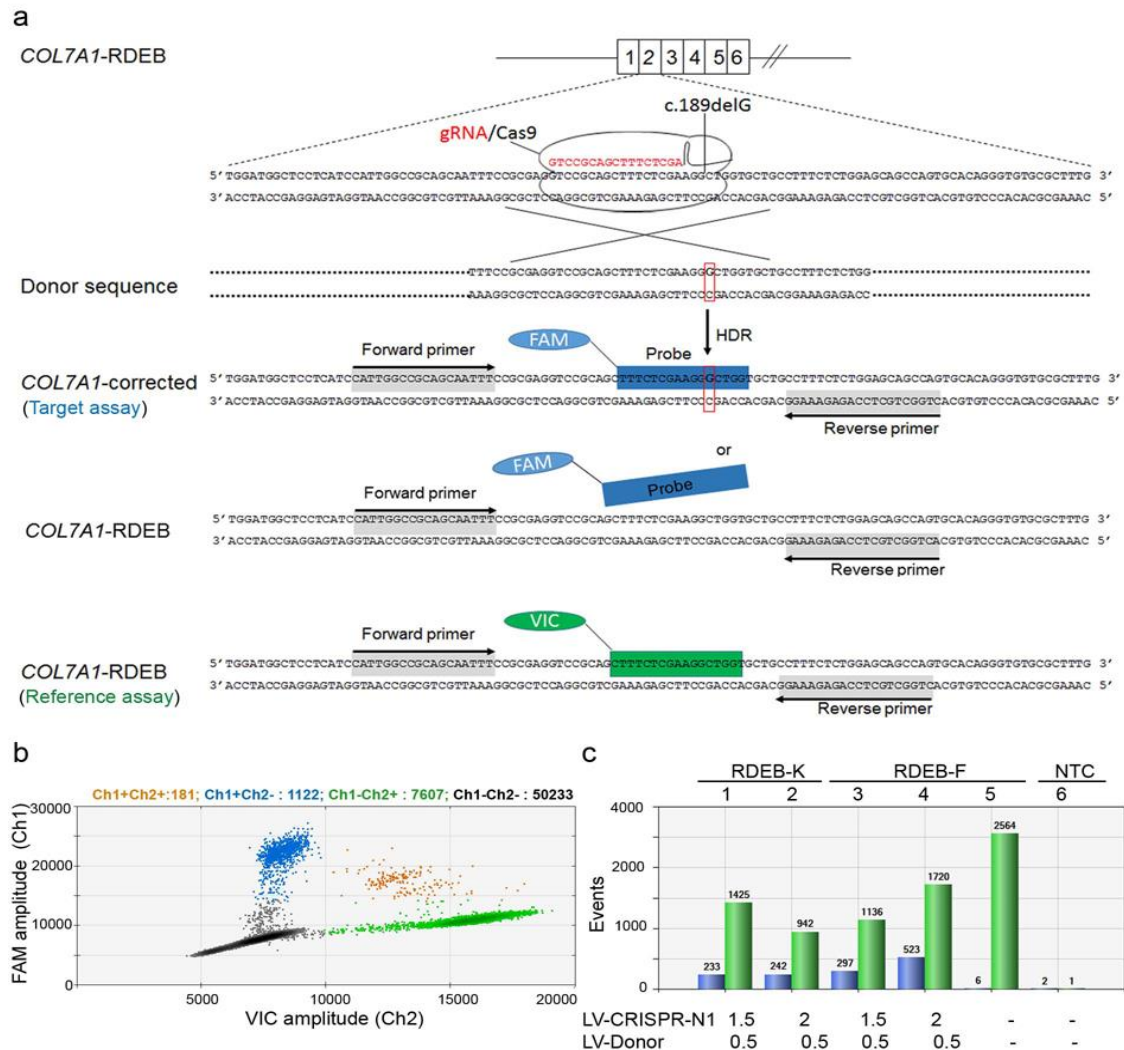 a
COL7A1-RDEB
1 2 3 4 5 6
c.189delG
gRNA/Cas9
GTCCGCAGCTTTCTCGA
5' TGGATGGCTCCTCATCCATTGGCCGCAGCAATTTCCGCGAGGTCCGCAGCTTTCTCGAAGGCTGGTGCTGCCTTTCTCTGGAGCAGCCAGTGCACAGGGTGTGCGCTTTG 3'
3' ACCTACCGAGGAGTAGGTAACCGGCGTCGTTAAAGGCGCTCCAGGCGTCGAAAGAGCTTCCGACCACGACGGAAAGAGACCTCGTCGGTCACGTGTCCCACACGCGAAAC 5'
TTTCCGCGAGGTCCGCAGCTTTCTCGAAGGGCTGGTGCTGCCTTTCTCTGG
Donor sequence
AAAGGCGCTCCAGGCGTCGAAAGAGCTTCCCGACCACGACGGAAAGAGACC
HDR
FAM
Forward primer
Probe
COL7A1-corrected
5' TGGATGGCTCCTCATCCATTGGCCGCAGCAATTTCCGCGAGGTCCGCAGCTTTCTCGAAGGGCTGGTGCTGCCTTTCTCTGGAGCAGCCAGTGCACAGGGTGTGCGCTTTG 3'
(Target assay)
3' ACCTACCGAGGAGTAGGTAACCGGCGTCGTTAAAGGCGCTCCAGGCGTCGAAAGAGCTTCCCGACCACGACGGAAAGAGACCTCGTCGGTCACGTGTCCCACACGCGAAAC 5'
Reverse primer
or
FAM
Probe
Forward primer
COL7A1-RDEB
5' TGGATGGCTCCTCATCCATTGGCCGCAGCAATTTCCGCGAGGTCCGCAGCTTTCTCGAAGGCTGGTGCTGCCTTTCTCTGGAGCAGCCAGTGCACAGGGTGTGCGCTTTG 3'
3' ACCTACCGAGGAGTAGGTAACCGGCGTCGTTAAAGGCGCTCCAGGCGTCGAAAGAGCTTCCGACCACGACGGAAAGAGACCTCGTCGGTCACGTGTCCCACACGCGAAAC 5'
Reverse primer
VIC
Forward primer
COL7A1-RDEB
5' TGGATGGCTCCTCATCCATTGGCCGCAGCAATTTCCGCGAGGTCCGCAGCTTTCTCGAAGGCTGGTGCTGCCTTTCTCTGGAGCAGCCAGTGCACAGGGTGTGCGCTTTG 3'
(Reference assay)
3' ACCTACCGAGGAGTAGGTAACCGGCGTCGTTAAAGGCGCTCCAGGCGTCGAAAGAGCTTCCGACCACGACGGAAAGAGACCTCGTCGGTCACGTGTCCCACACGCGAAAC 5'
Reverse primer
b
Ch1+Ch2+:181; Ch1+Ch2- : 1122; Ch1-Ch2+ : 7607; Ch1-Ch2- : 50233
FAM amplitude (Ch1)
30000
20000
10000
0
5000 10000 15000 20000
VIC amplitude (Ch2)
c
RDEB-K RDEB-F NTC
1 2 3 4 5 6
Events
4000
2000
1000
0
233 1425 242 942 297 1136 523 1720 6 2564 2 1
LV-CRISPR-N1 1.5 2 1.5 2 - -
LV-Donor 0.5 0.5 0.5 0.5 - -